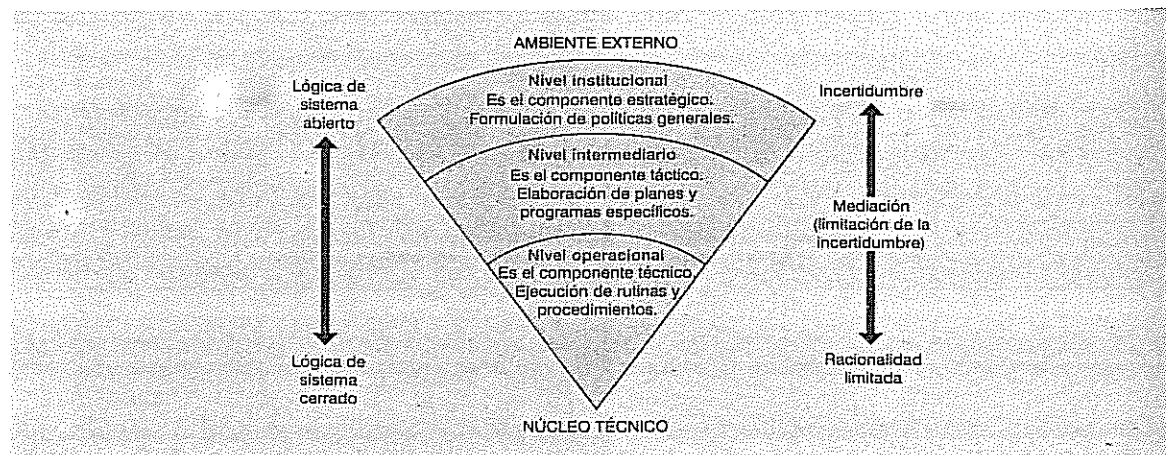 AMBIENTE EXTERNO
Lógica de
sistema
abierto
Nivel institucional
Es el componente estratégico.
Formulación de políticas generales.
Incertidumbre
Nivel intermediario
Es el componente táctico.
Elaboración de planes y
programas específicos.
Mediación
(limitación de la
incertidumbre)
Nivel operacional
Es el componente técnico.
Ejecución de rutinas y
procedimientos.
Lógica de
sistema
cerrado
Racionalidad
limitada
NÚCLEO TÉCNICO